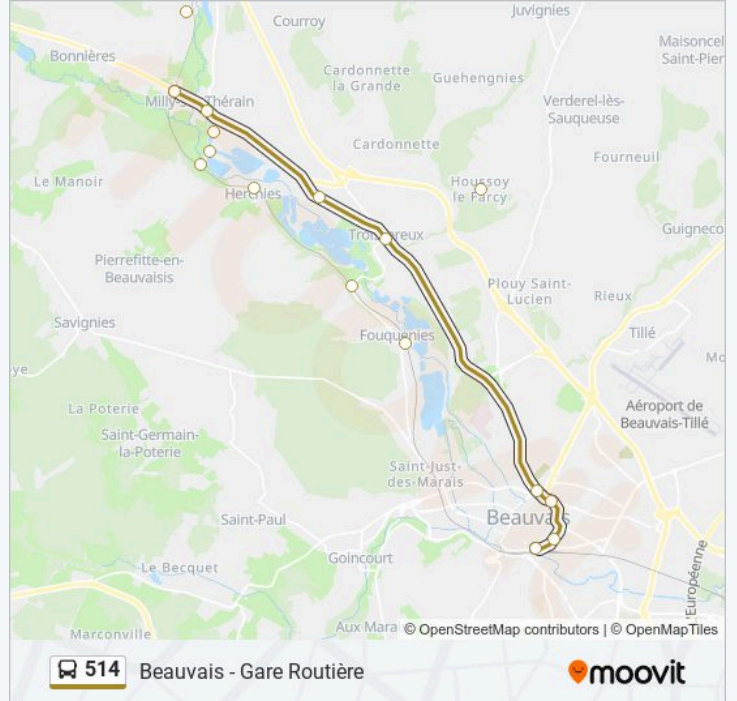 Courroy
Juvignies
Bonnières
Maisoncel
Saint-Pier
Cardonnette
la Grande
Guehengnies
Verderel-lès-
Sauqueuse
Cardonnette
Fourneuil
Le Manoir
Herchies
Houssoy
le Farcy
Guigneco
Pierrefitte-en-
Beauvaisis
Plouy Saint-
Lucien
Rieux
Savignies
Fouquenies
Tillé
Mo
ye
La Poterie
Aéroport de
Beauvais-Tillé
Saint-Germain-
la-Poterie
Saint-Just-
des-Marais
Saint-Paul
Beauvais
Goincourt
Le Becquet
l'Européenne
Marconville
Aux Mara
© OpenStreetMap contributors | © OpenMapTiles
514 Beauvais - Gare Routière
moovit